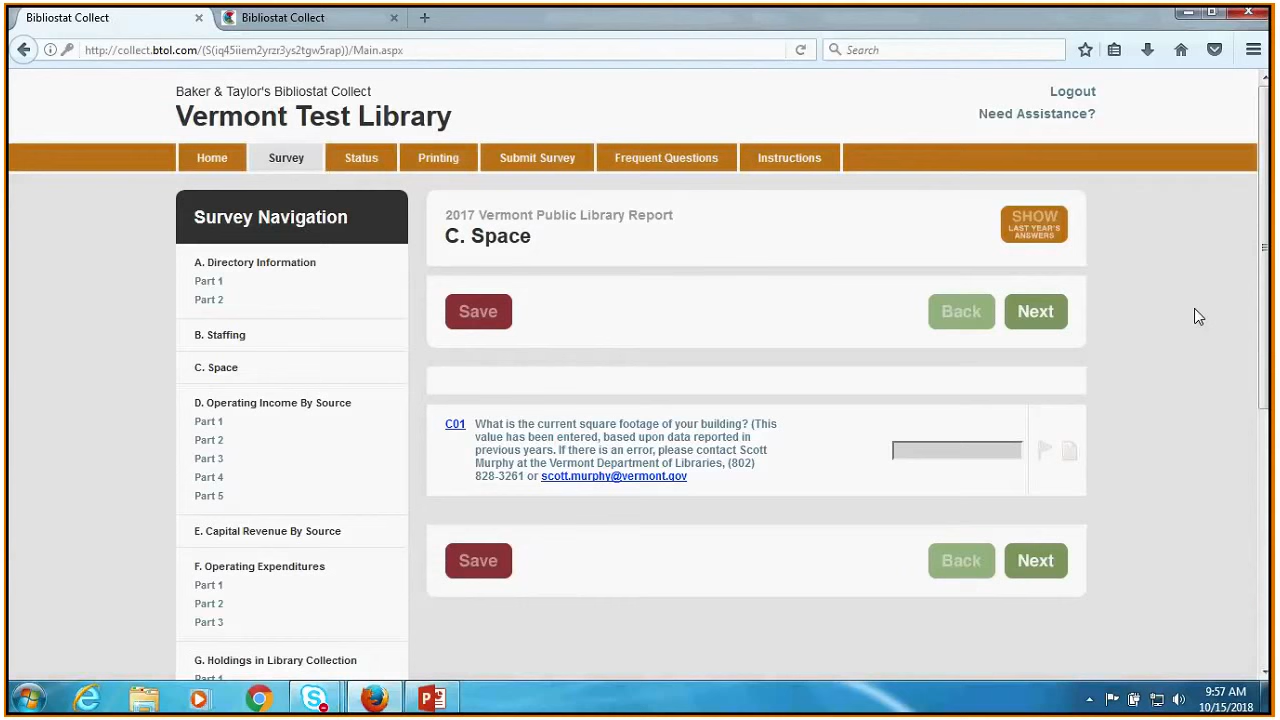 Bibliostat Collect
Bibliostat Collect
http://collect.btol.com/(S(iq45iiem2yrzr3ys2tgw5rap))/Main.aspx
Search
Baker & Taylor's Bibliostat Collect
Vermont Test Library
Logout
Need Assistance?
Home
Survey
Status
Printing
Submit Survey
Frequent Questions
Instructions
Survey Navigation
A. Directory Information
Part 1
Part 2
B. Staffing
C. Space
D. Operating Income By Source
Part 1
Part 2
Part 3
Part 4
Part 5
E. Capital Revenue By Source
F. Operating Expenditures
Part 1
Part 2
Part 3
G. Holdings in Library Collection
Part 1
2017 Vermont Public Library Report
C. Space
SHOW
LAST YEAR'S
ANSWERS
Save
Back
Next
C01 What is the current square footage of your building? (This
value has been entered, based upon data reported in
previous years. If there is an error, please contact Scott
Murphy at the Vermont Department of Libraries, (802)
828-3261 or scott.murphy@vermont.gov
Save
Back
Next
9:57 AM
10/15/2018